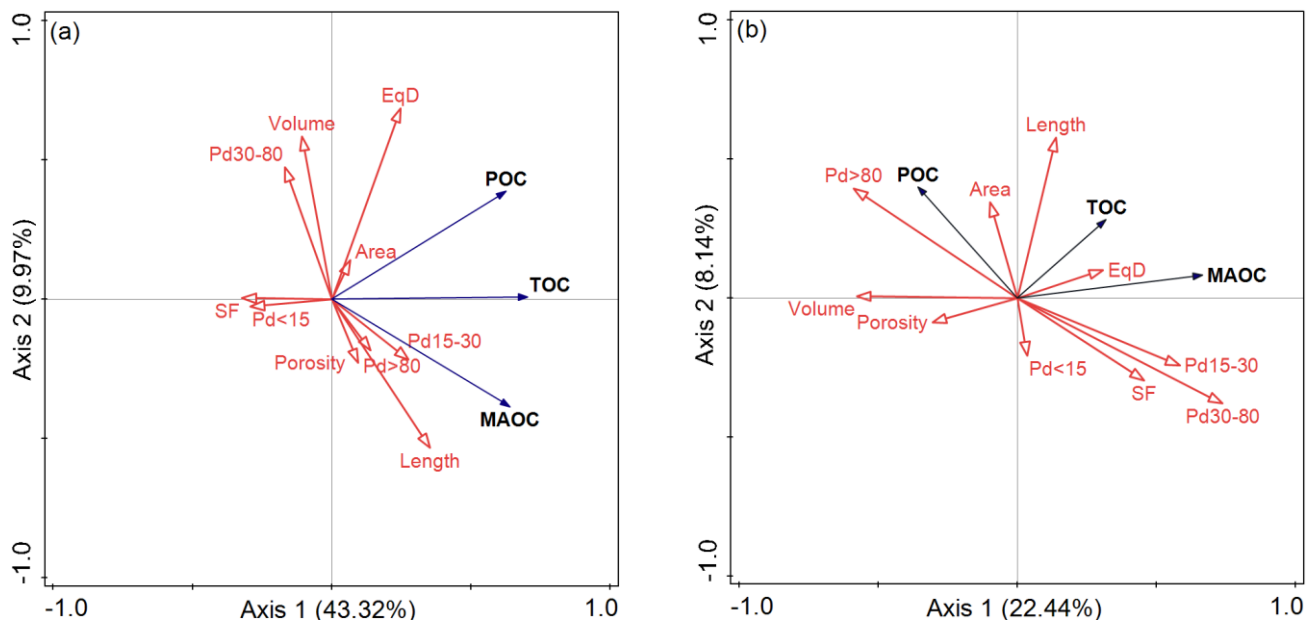 (a)
1.0
EqD
Volume
Pd30-80
POC
Area
TOC
SF
Pd<15
Pd15-30
Porosity
Pd>80
MAOC
Length
-1.0
Axis 2 (9.97%)
-1.0
Axis 1 (43.32%)
1.0
(b)
1.0
Length
Pd>80
POC
Area
TOC
EqD
MAOC
Volume
Porosity
Pd<15
Pd15-30
SF
Pd30-80
-1.0
Axis 2 (8.14%)
-1.0
Axis 1 (22.44%)
1.0